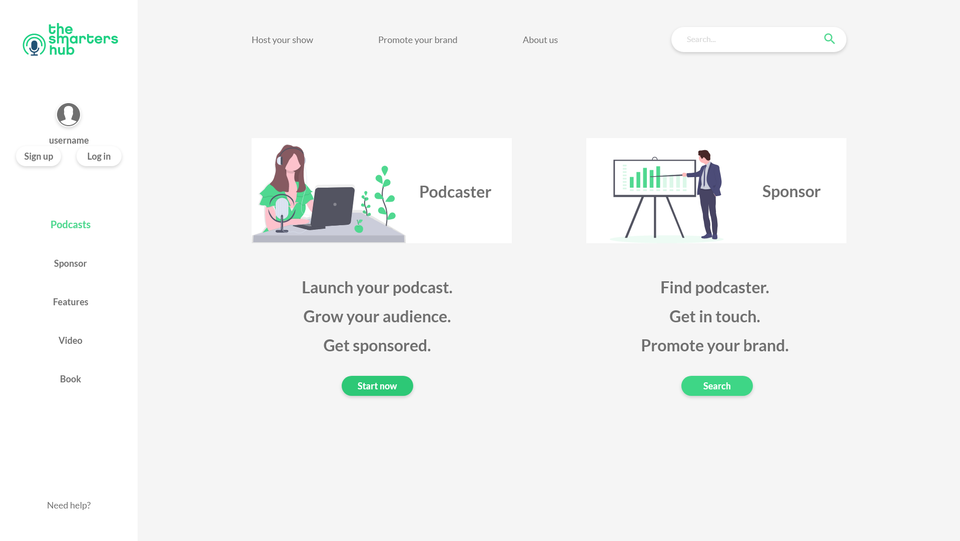 the
smarters
hub
username
Sign up
Log in
Podcasts
Sponsor
Features
Video
Book
Need help?
Host your show
Promote your brand
About us
Search...
Podcaster
Launch your podcast.
Grow your audience.
Get sponsored.
Start now
Sponsor
Find podcaster.
Get in touch.
Promote your brand.
Search